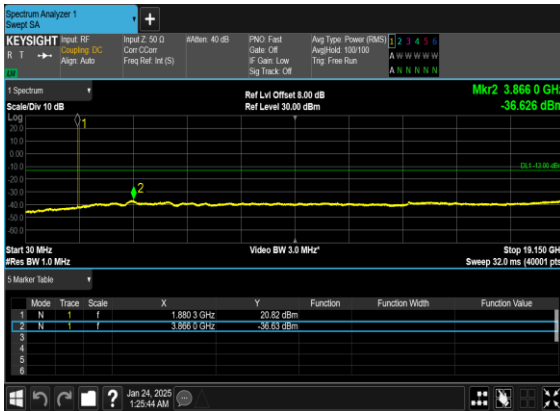 Spectrum Analyzer 1
Swept SA
+
KEYSIGHT Input: RF Input Z: 50 Ω #Atten: 40 dB PNO: Fast Avg Type: Power (RMS) 1 2 3 4 5 6
R T Coupling: DC Corr CCorr Gate: Off Avg|Hold: 100/100 A W W W W W
Align: Auto Freq Ref: Int (S) IF Gain: Low Trig: Free Run
Sig Track: Off A N N N N N
1 Spectrum
Scale/Div 10 dB
Ref Lvl Offset 8.00 dB
Ref Level 30.00 dBm
Mkr2 3.866 0 GHz
-36.626 dBm
Log
20.0
10.0
0.00
-10.0
-20.0
-30.0
-40.0
-50.0
-60.0
1
2
DL1 -13.00 dBm
Start 30 MHz Video BW 3.0 MHz* Stop 19.150 GHz
#Res BW 1.0 MHz Sweep 32.0 ms (40001 pts)
5 Marker Table
Mode Trace Scale X Y Function Function Width Function Value
1 N 1 f 1.880 3 GHz 20.82 dBm
2 N 1 f 3.866 0 GHz -36.63 dBm
3
4
5
6
? Jan 24, 2025
1:25:44 AM